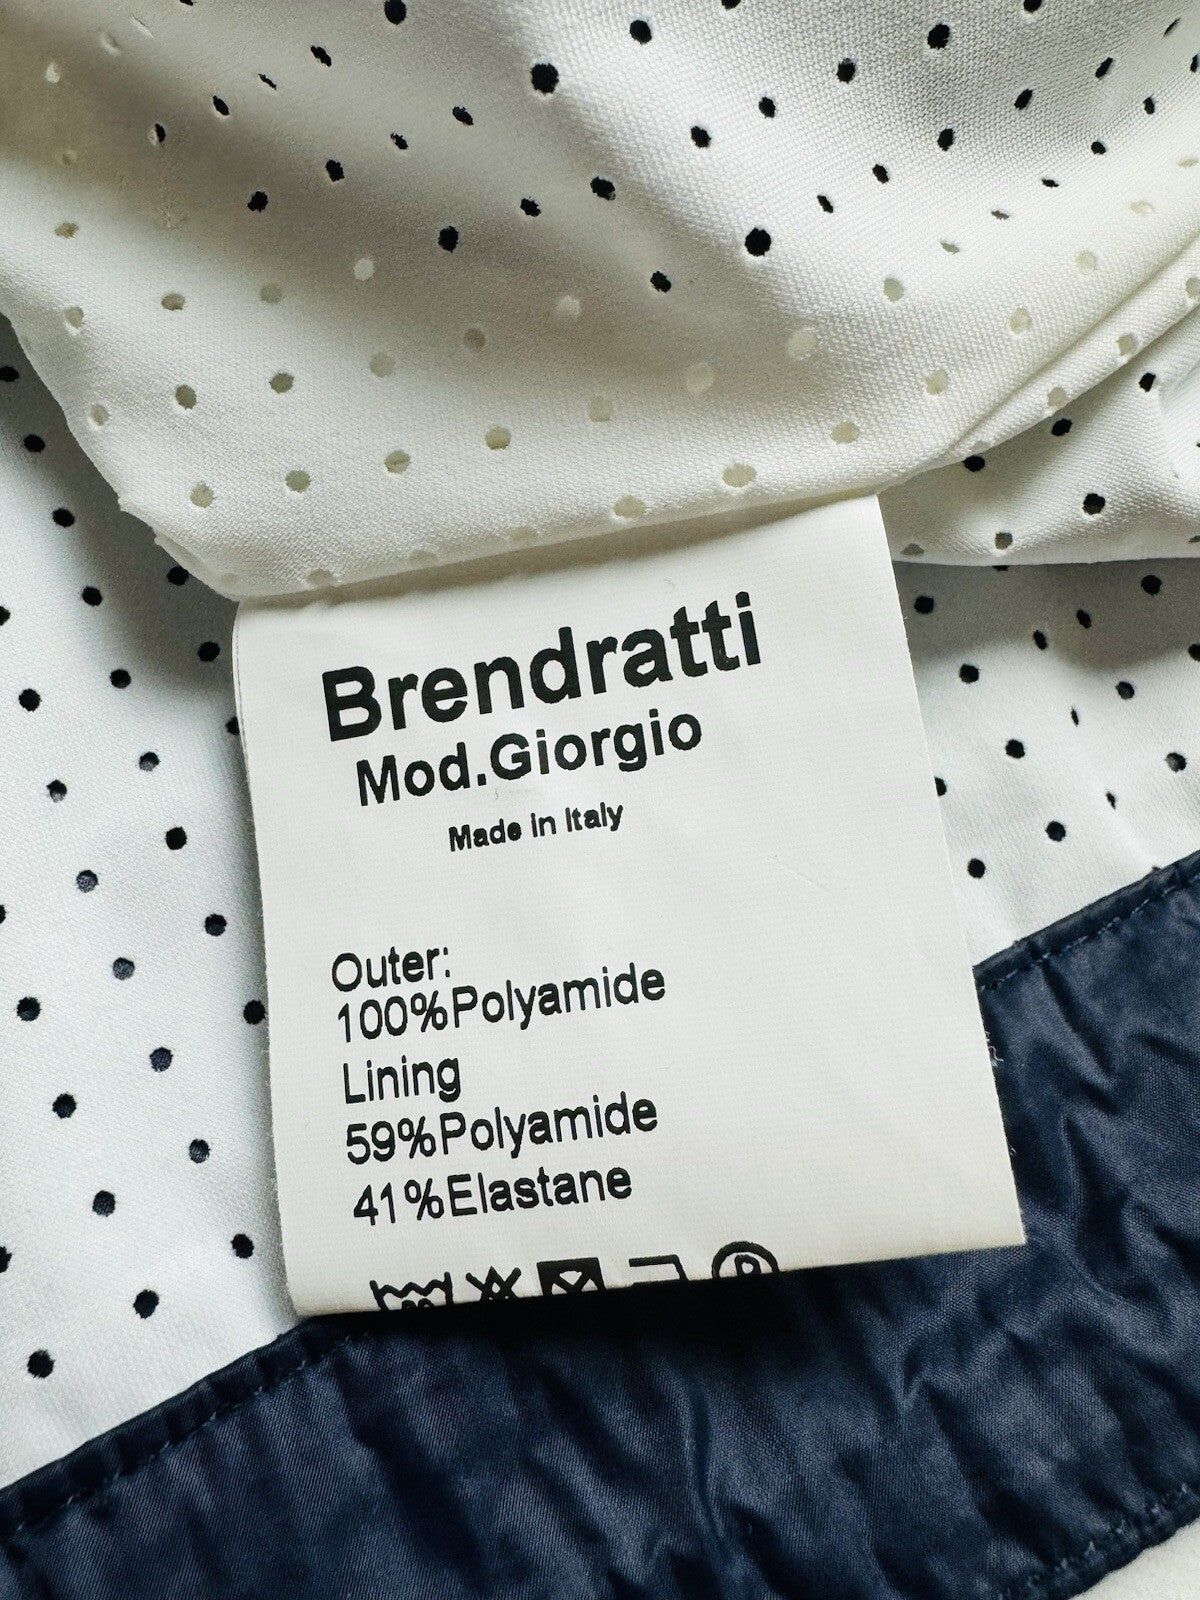 Brendratti
Mod.Giorgio
Made in Italy
Outer:
100%Polyamide
Lining
59%Polyamide
41%Elastane
P